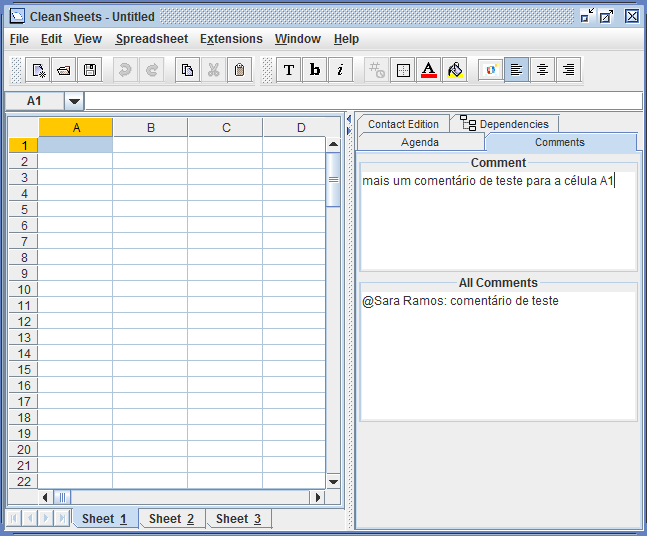 CleanSheets - Untitled
File Edit View Spreadsheet Extensions Window Help
T b i A
A1
Contact Edition Dependencies
Agenda Comments
A B C D
Comment
mais um comentário de teste para a célula A1
All Comments
@Sara Ramos: comentário de teste
1
2
3
4
5
6
7
8
9
10
11
12
13
14
15
16
17
18
19
20
21
22
Sheet 1 Sheet 2 Sheet 3